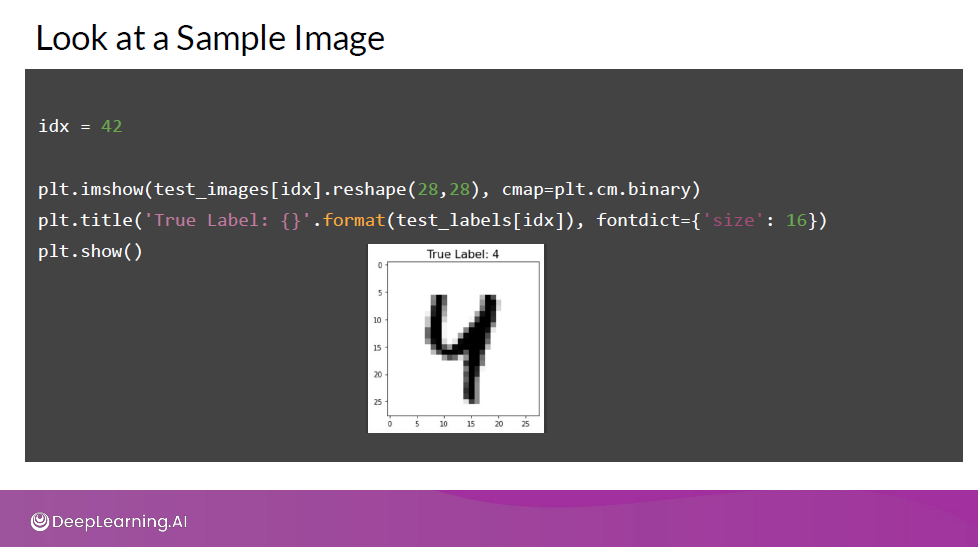 Look at a Sample Image
idx = 42
plt.imshow(test_images[idx].reshape(28,28), cmap=plt.cm.binary)
plt.title('True Label: {}'.format(test_labels[idx]), fontdict={'size': 16})
plt.show()
True Label: 4
0
5
10
15
20
25
0 5 10 15 20 25
DeepLearning.AI